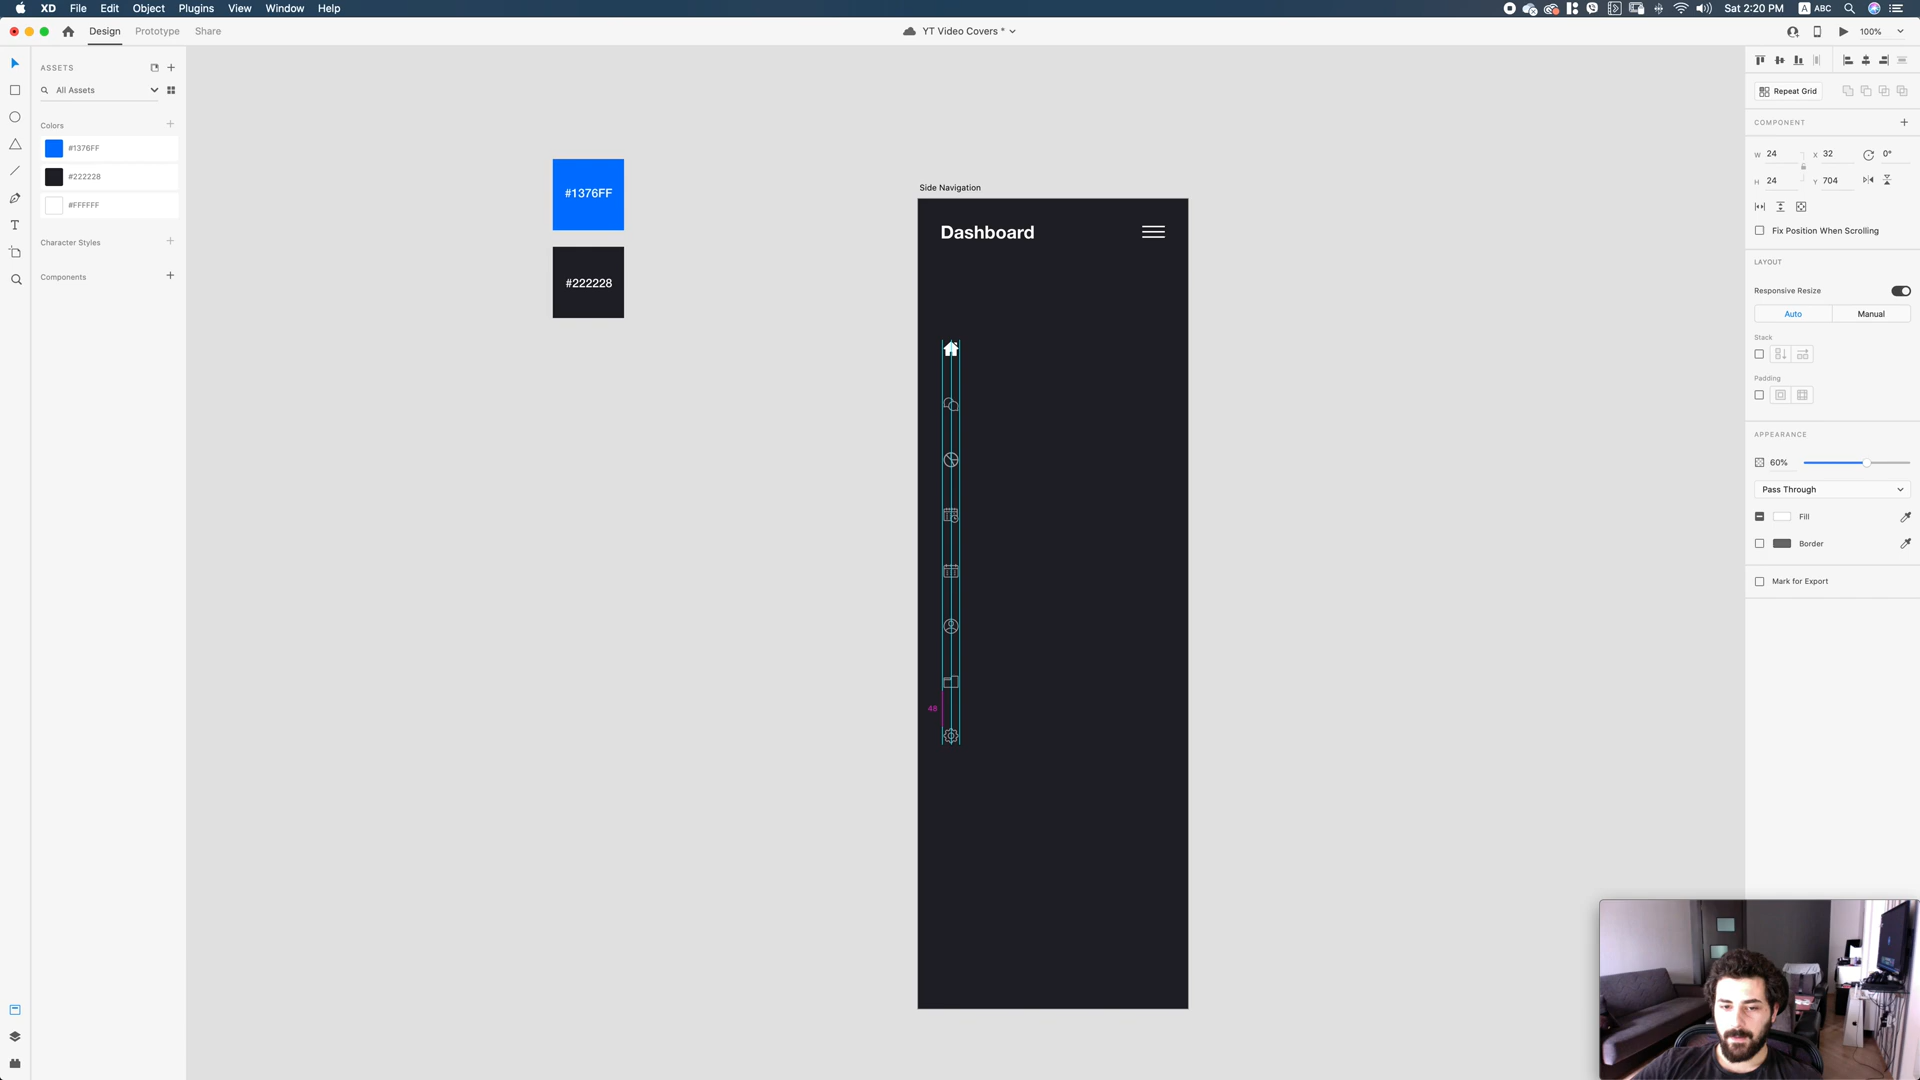 XD File Edit Object Plugins View Window Help
Sat 2:20 PM A ABC
Design Prototype Share
YT Video Covers *
100%
ASSETS
All Assets
Colors
#1376FF
#222228
#FFFFFF
Character Styles
Components
#1376FF
#222228
Side Navigation
Dashboard
48
Repeat Grid
COMPONENT
W 24 X 32 0°
H 24 Y 704
Fix Position When Scrolling
LAYOUT
Responsive Resize
Auto Manual
Stack
Padding
APPEARANCE
60%
Pass Through
Fill
Border
Mark for Export